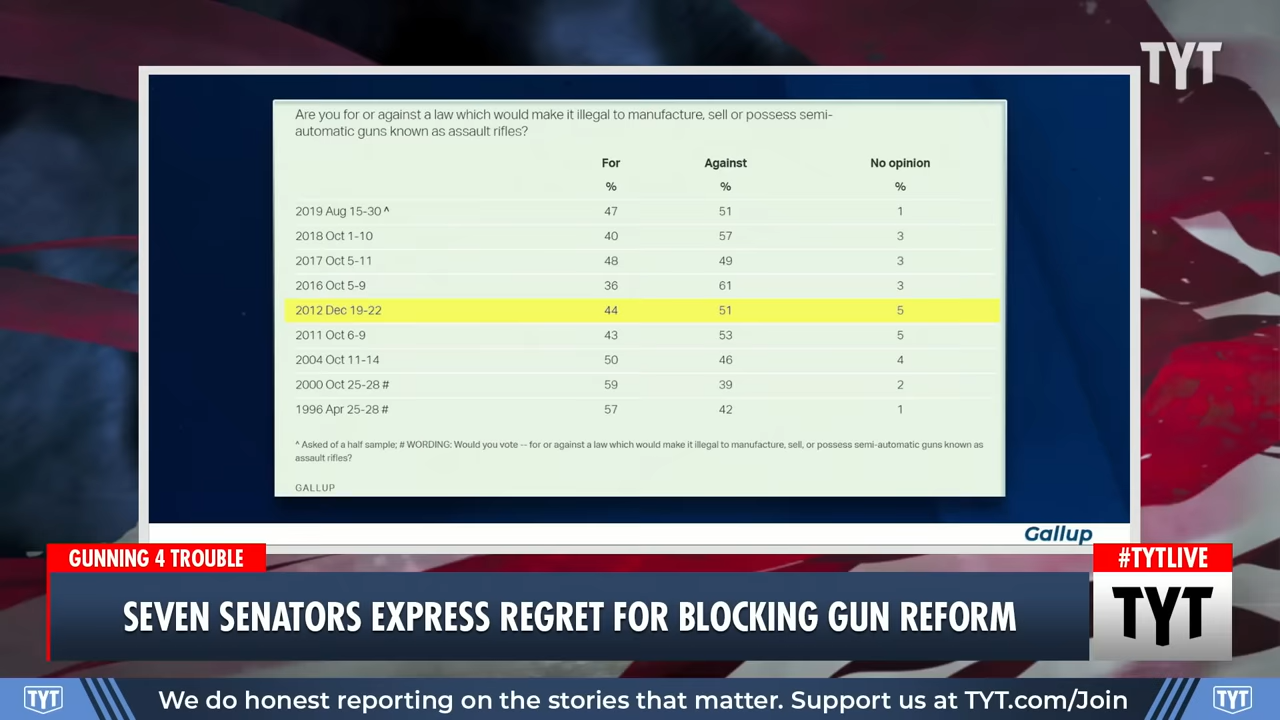 TYT
Are you for or against a law which would make it illegal to manufacture, sell or possess semi-
automatic guns known as assault rifles?
For Against No opinion
% % %
2019 Aug 15-30 ^ 47 51 1
2018 Oct 1-10 40 57 3
2017 Oct 5-11 48 49 3
2016 Oct 5-9 36 61 3
2012 Dec 19-22 44 51 5
2011 Oct 6-9 43 53 5
2004 Oct 11-14 50 46 4
2000 Oct 25-28 # 59 39 2
1996 Apr 25-28 # 57 42 1
^ Asked of a half sample; # WORDING: Would you vote -- for or against a law which would make it illegal to manufacture, sell, or possess semi-automatic guns known as
assault rifles?
GALLUP
Gallup
GUNNING 4 TROUBLE
#TYTLIVE
SEVEN SENATORS EXPRESS REGRET FOR BLOCKING GUN REFORM
TYT
TYT
We do honest reporting on the stories that matter. Support us at TYT.com/Join
TYT